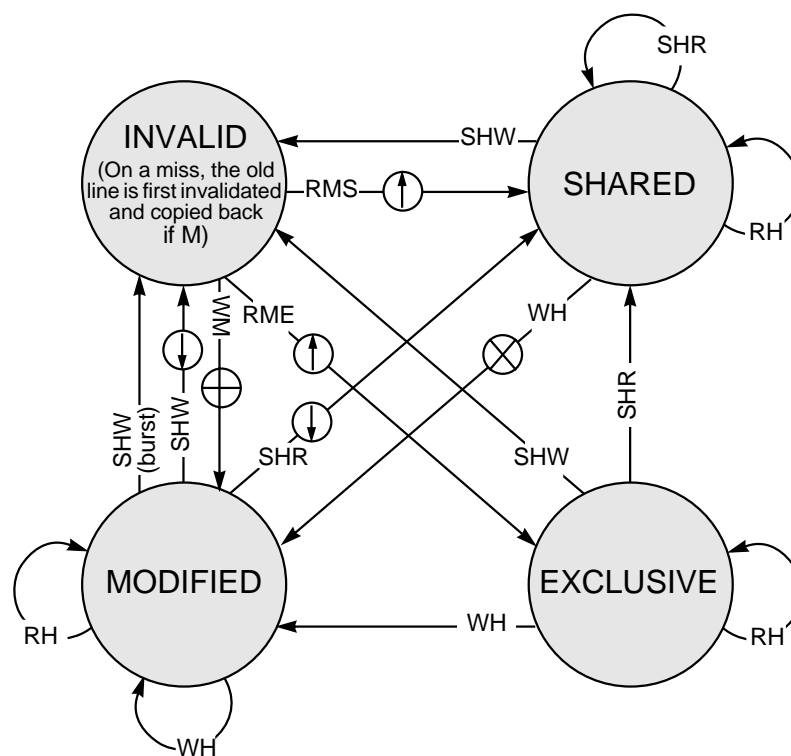 SHR
INVALID
(On a miss, the old
line is first invalidated
and copied back
if M)
SHW
RMS
SHARED
RH
WM
RME
WH
SHW
(burst)
SHW
SHR
SHW
SHR
MODIFIED
EXCLUSIVE
RH
WH
RH
WH